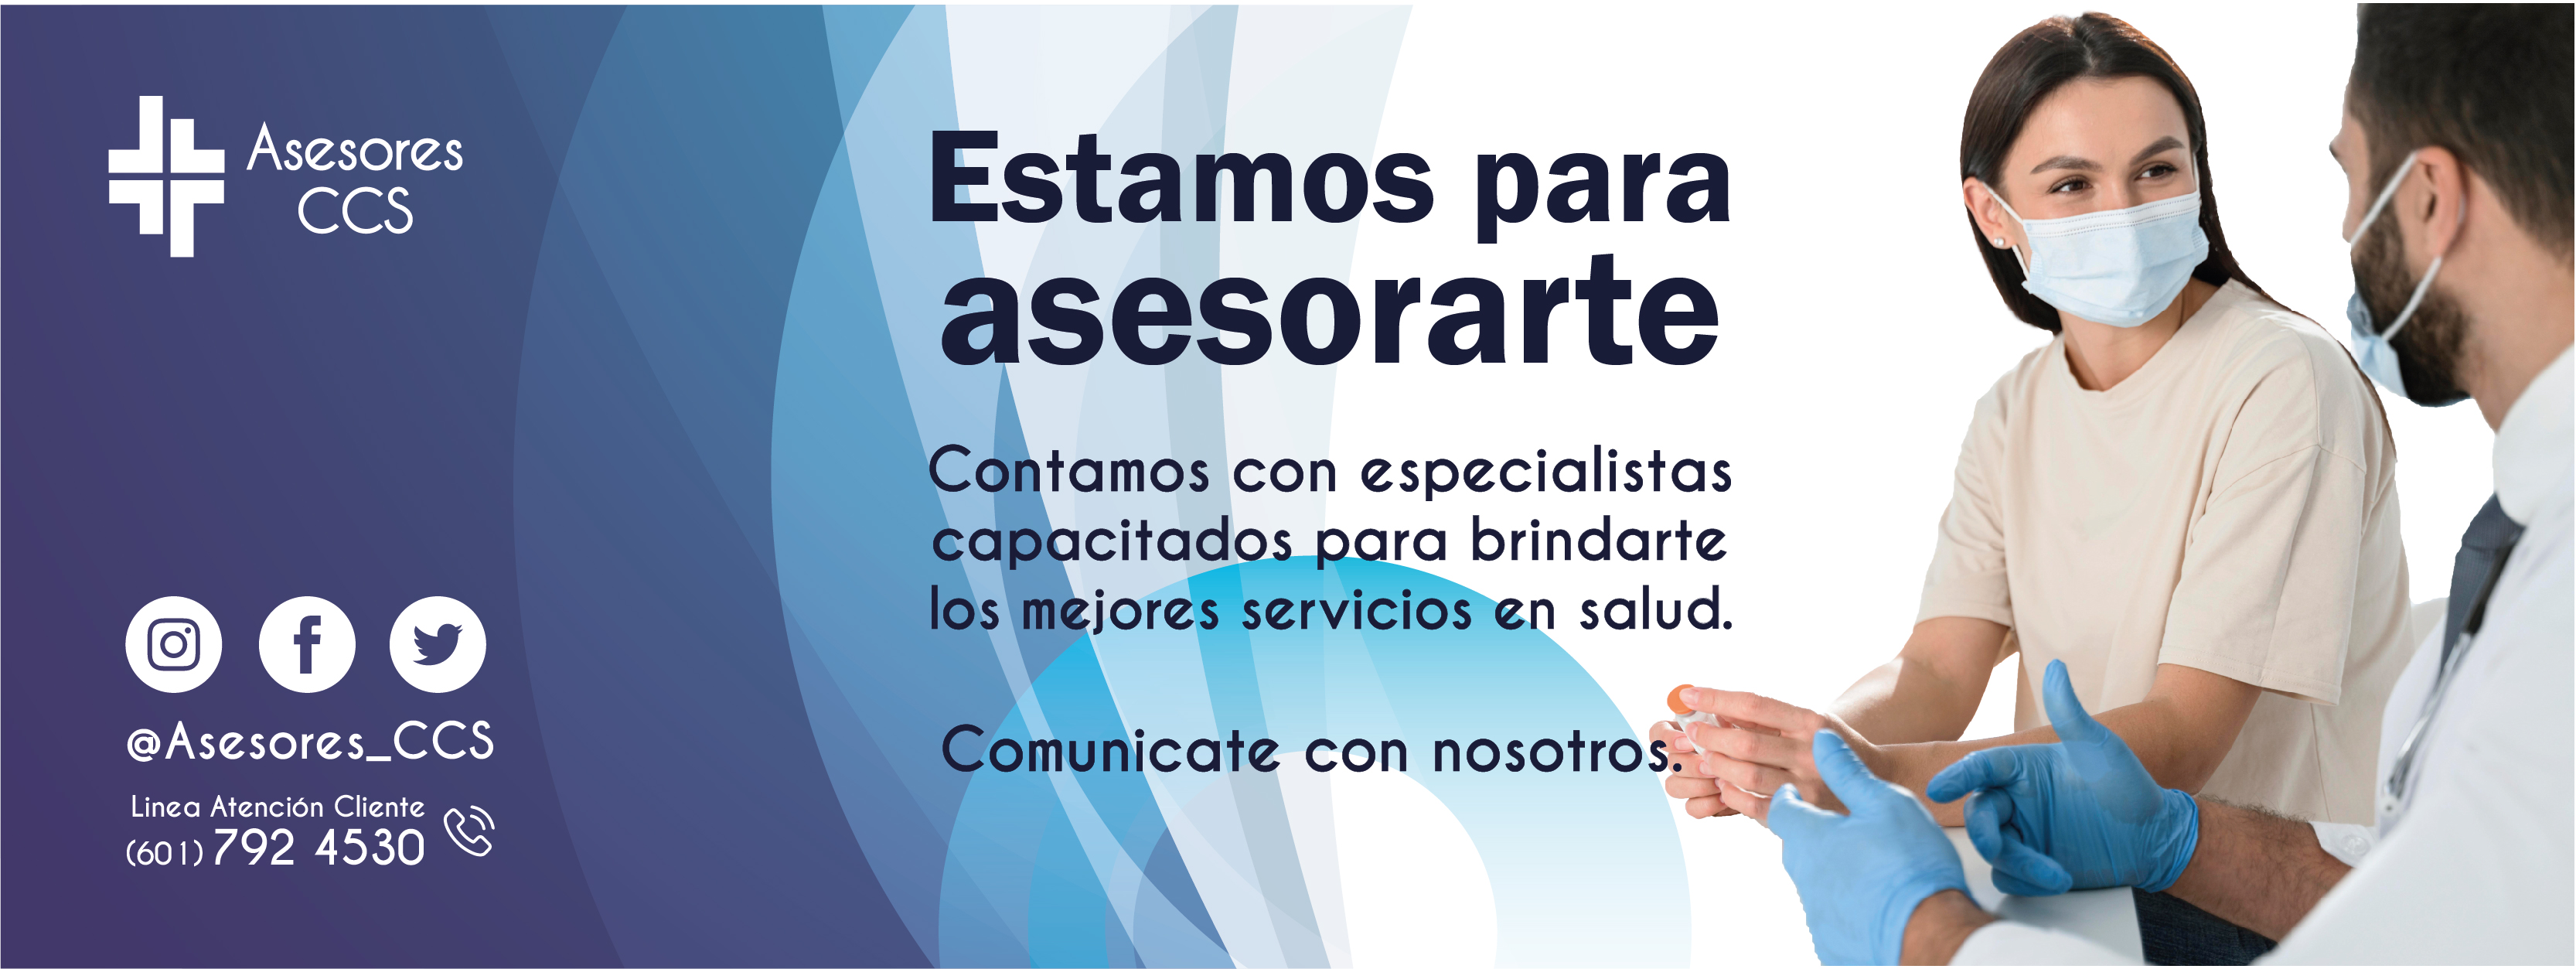 Asesores
CCS
Estamos para
asesorarte
Contamos con especialistas
capacitados para brindarte
los mejores servicios en salud.
Comunicate con nosotros.
@Asesores_CCS
Linea Atención Cliente
(601) 792 4530